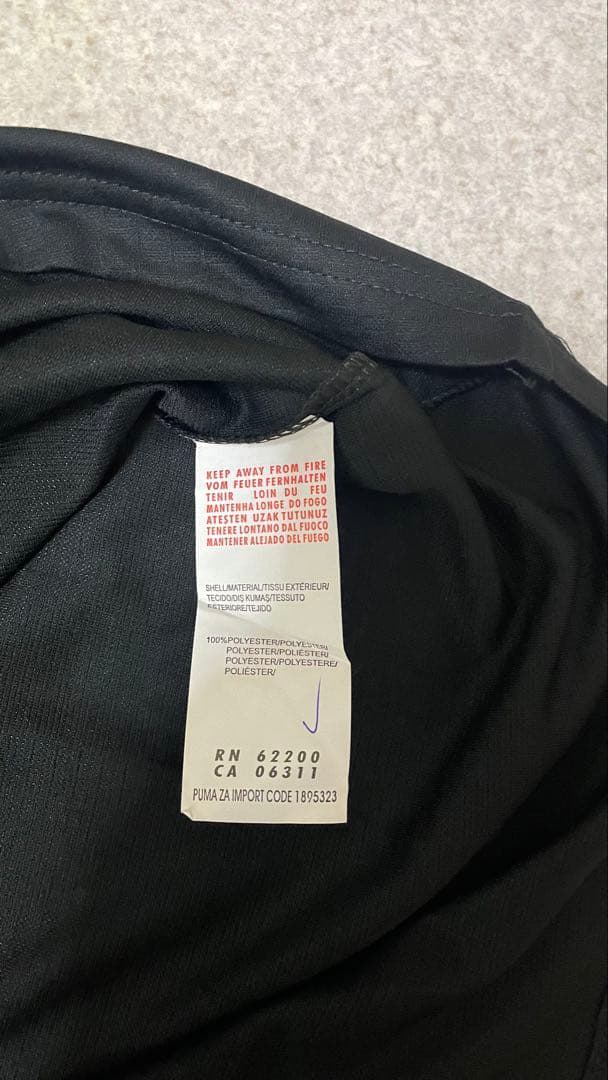 KEEP AWAY FROM FIRE
VOM FEUER FERNHALTEN
TENIR LOIN DU FEU
MANTENHA LONGE DO FOGO
ATEŞTEN UZAK TUTUNUZ
TENERE LONTANO DAL FUOCO
MANTENER ALEJADO DEL FUEGO
SHELL/MATERIAL/TISSU EXTÉRIEUR/
TECIDO/DIŞ KUMAŞ/TESSUTO
ESTERIORE/TEJIDO
100%POLYESTER/POLYESTER/
POLYESTER/POLIÉSTER/
POLYESTER/POLYESTERE/
POLIÉSTER/
RN 62200
CA 06311
PUMA ZA IMPORT CODE 1895323